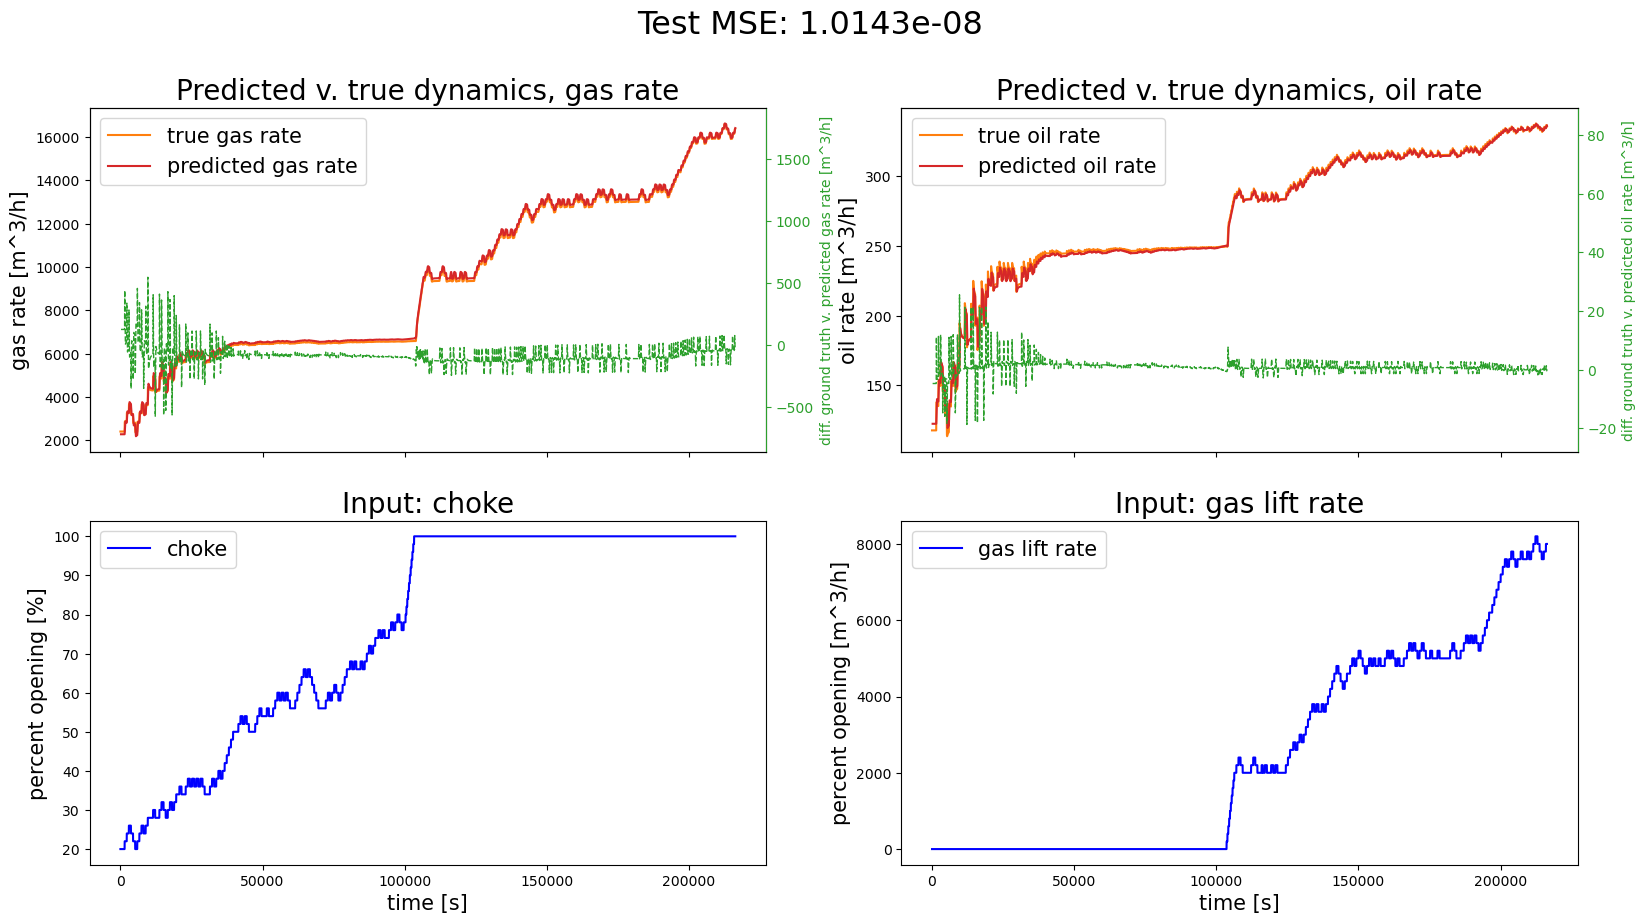 Test MSE: 1.0143e-08
Predicted v. true dynamics, gas rate
true gas rate
predicted gas rate
gas rate [m^3/h]
16000
14000
12000
10000
8000
6000
4000
2000
1500
1000
500
0
−500
diff. ground truth v. predicted gas rate [m^3/h]
Predicted v. true dynamics, oil rate
true oil rate
predicted oil rate
oil rate [m^3/h]
300
250
200
150
80
60
40
20
0
−20
diff. ground truth v. predicted oil rate [m^3/h]
Input: choke
choke
percent opening [%]
100
90
80
70
60
50
40
30
20
0
50000
100000
150000
200000
time [s]
Input: gas lift rate
gas lift rate
percent opening [m^3/h]
8000
6000
4000
2000
0
0
50000
100000
150000
200000
time [s]